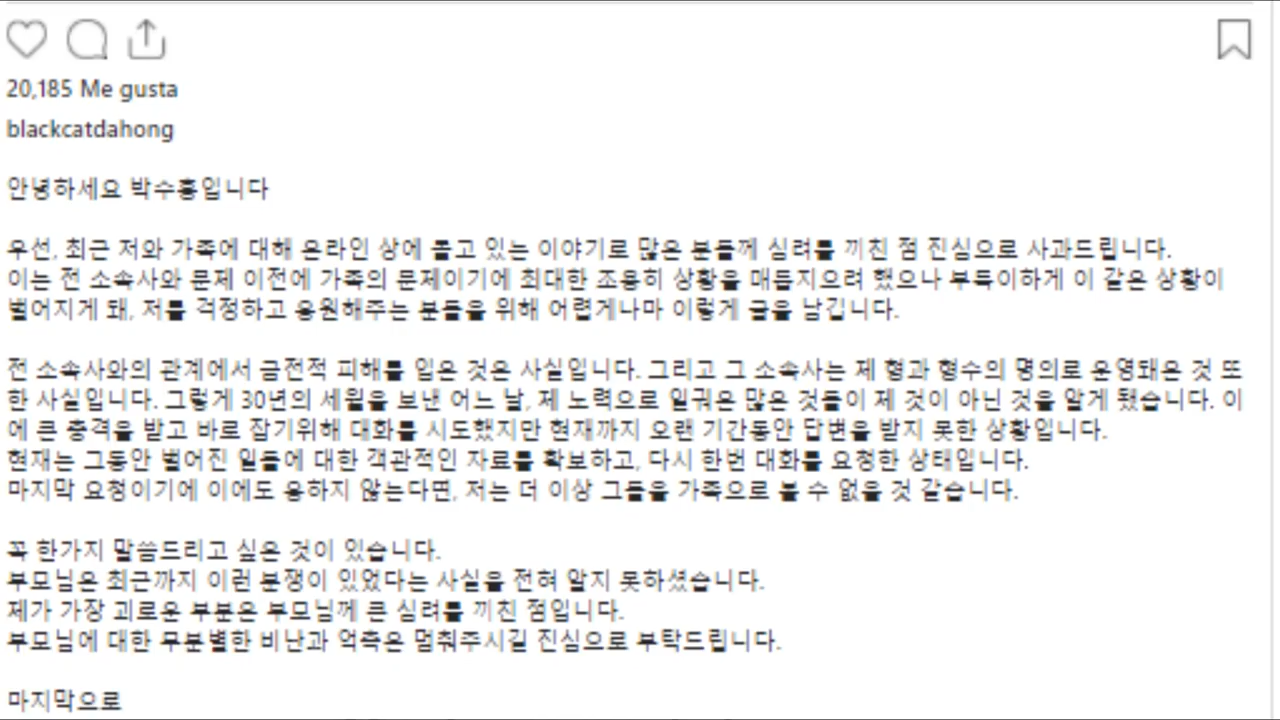 20,185 Me gusta
blackcatdahong
안녕하세요 박수홍입니다
우선, 최근 저와 가족에 대해 온라인 상에 돌고 있는 이야기로 많은 분들께 심려를 끼친 점 진심으로 사과드립니다.
이는 전 소속사와 문제 이전에 가족의 문제이기에 최대한 조용히 상황을 매듭지으려 했으나 부득이하게 이 같은 상황이
벌어지게 돼, 저를 걱정하고 응원해주는 분들을 위해 어렵게나마 이렇게 글을 남깁니다.
전 소속사와의 관계에서 금전적 피해를 입은 것은 사실입니다. 그리고 그 소속사는 제 형과 형수의 명의로 운영돼온 것 또
한 사실입니다. 그렇게 30년의 세월을 보낸 어느 날, 제 노력으로 일궈온 많은 것들이 제 것이 아닌 것을 알게 됐습니다. 이
에 큰 충격을 받고 바로 잡기위해 대화를 시도했지만 현재까지 오랜 기간동안 답변을 받지 못한 상황입니다.
현재는 그동안 벌어진 일들에 대한 객관적인 자료를 확보하고, 다시 한번 대화를 요청한 상태입니다.
마지막 요청이기에 이에도 응하지 않는다면, 저는 더 이상 그들을 가족으로 볼 수 없을 것 같습니다.
꼭 한가지 말씀드리고 싶은 것이 있습니다.
부모님은 최근까지 이런 분쟁이 있었다는 사실을 전혀 알지 못하셨습니다.
제가 가장 괴로운 부분은 부모님께 큰 심려를 끼친 점입니다.
부모님에 대한 무분별한 비난과 억측은 멈춰주시길 진심으로 부탁드립니다.
마지막으로